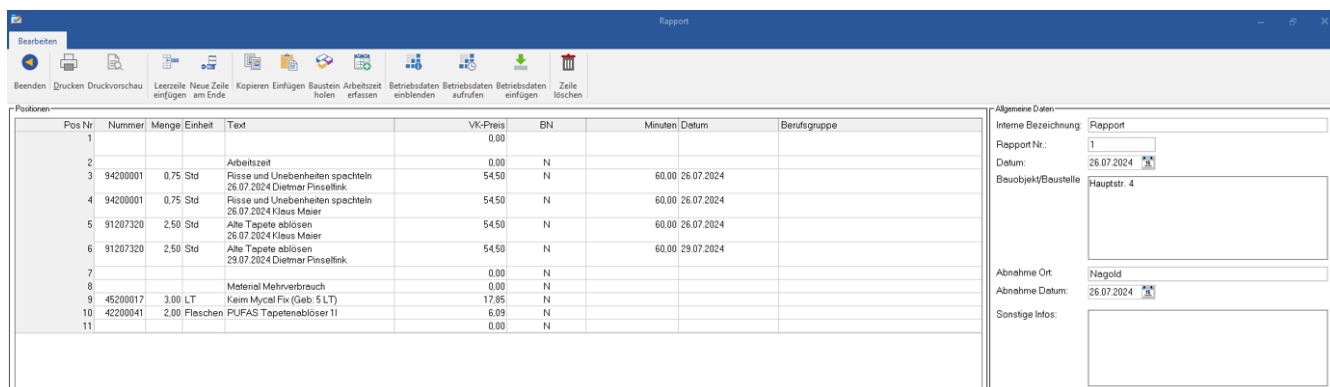 Rapport
Bearbeiten
Beenden Drucken Druckvorschau Leerzeile einfügen Neue Zeile am Ende Kopieren Einfügen Baustein holen Arbeitszeit erfassen Betriebsdaten einblenden Betriebsdaten aufrufen Betriebsdaten einfügen Zeile löschen
Positionen
Pos Nr Nummer Menge Einheit Text VK-Preis BN Minuten Datum Berufsgruppe
1 0,00
2 Arbeitszeit 0,00 N
3 94200001 0,75 Std Risse und Unebenheiten spachteln 54,50 N 60,00 26.07.2024
26.07.2024 Dietmar Pinselfink
4 94200001 0,75 Std Risse und Unebenheiten spachteln 54,50 N 60,00 26.07.2024
26.07.2024 Klaus Maier
5 91207320 2,50 Std Alte Tapete ablösen 54,50 N 60,00 26.07.2024
26.07.2024 Klaus Maier
6 91207320 2,50 Std Alte Tapete ablösen 54,50 N 60,00 29.07.2024
29.07.2024 Dietmar Pinselfink
7 0,00 N
8 Material Mehrverbrauch 0,00 N
9 45200017 3,00 LT Keim Mycal Fix (Geb: 5 LT) 17,85 N
10 42200041 2,00 Flaschen PUFAS Tapetenablöser 1l 6,09 N
11 0,00 N
Allgemeine Daten
Interne Bezeichnung: Rapport
Rapport Nr.: 1
Datum: 26.07.2024
Bauobjekt/Baustelle Hauptstr. 4
Abnahme Ort: Nagold
Abnahme Datum: 26.07.2024
Sonstige Infos: